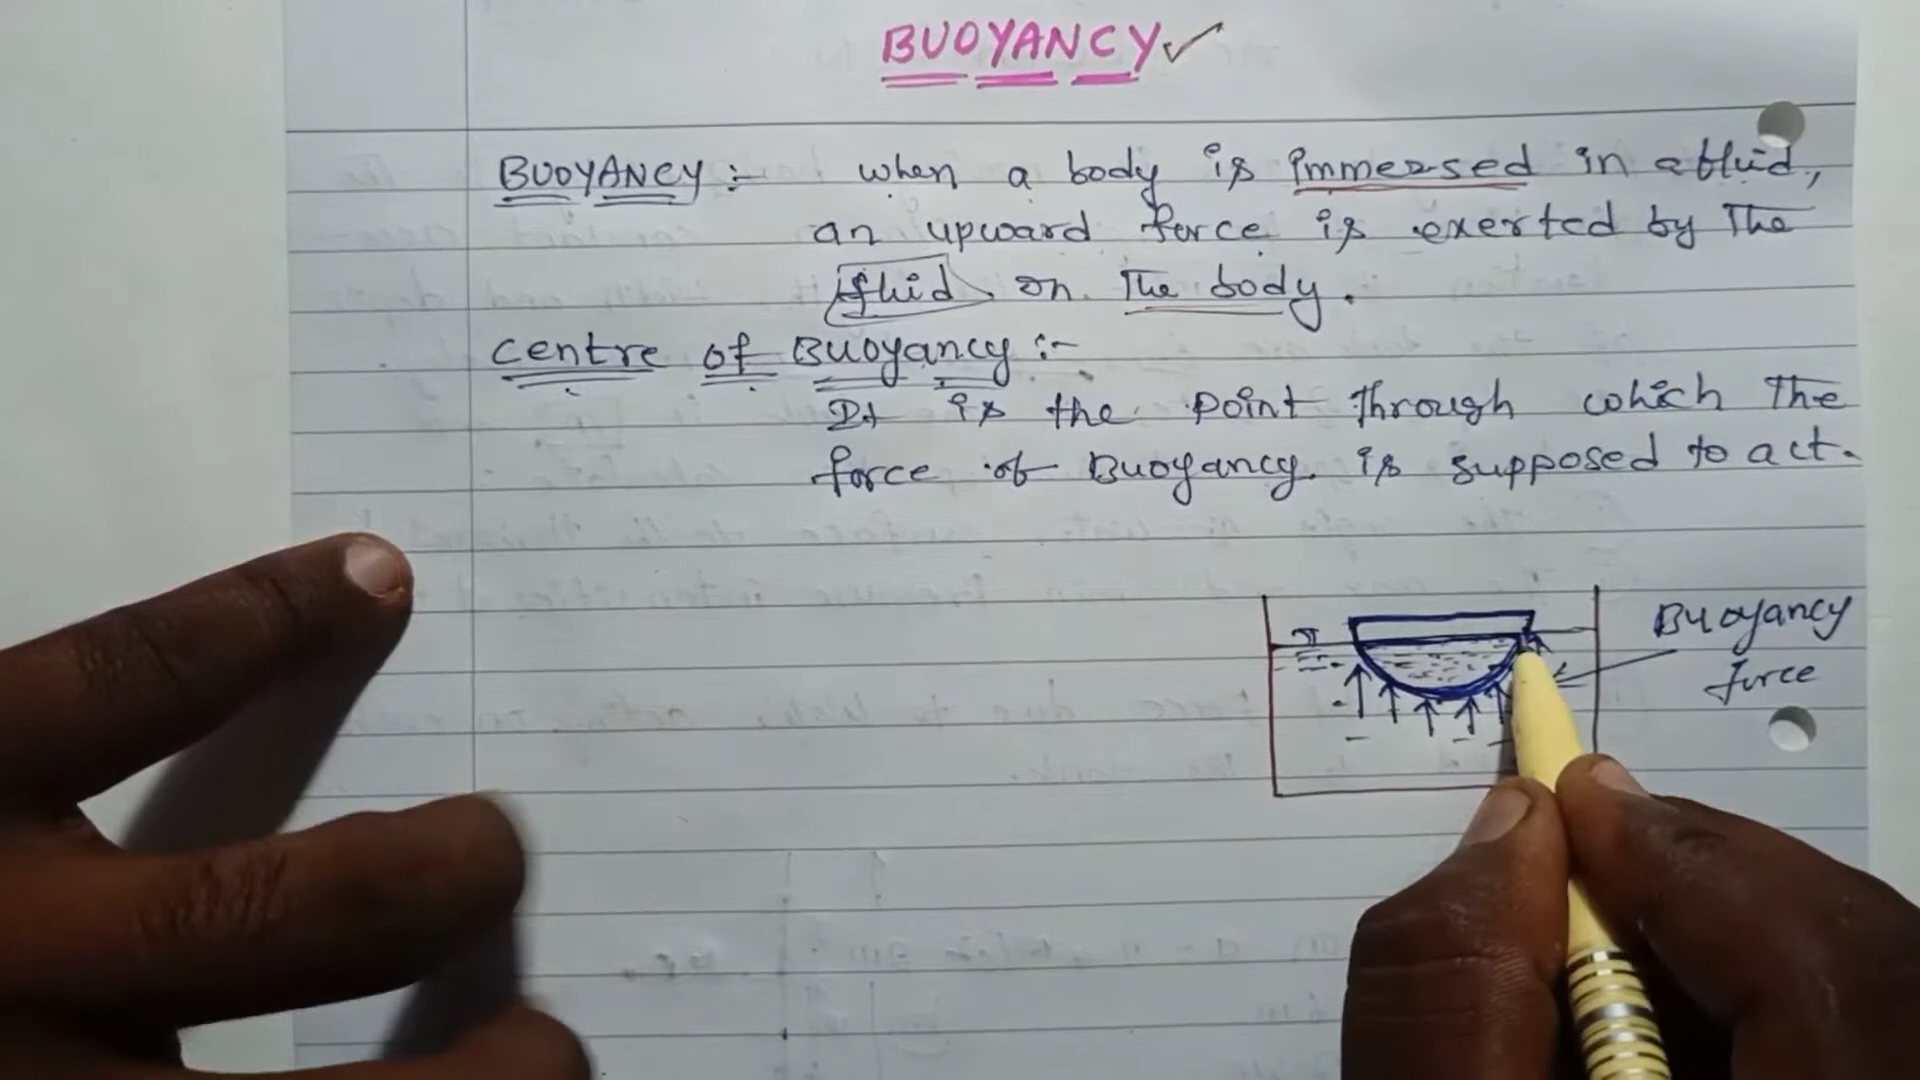 BUOYANCY
BUOYANCY :- when a body is immersed in a fluid,
an upward force is exerted by The
fluid on The body.
centre of Buoyancy :-
It is the point through which The
force of Buoyancy is supposed to act.
Buoyancy
force